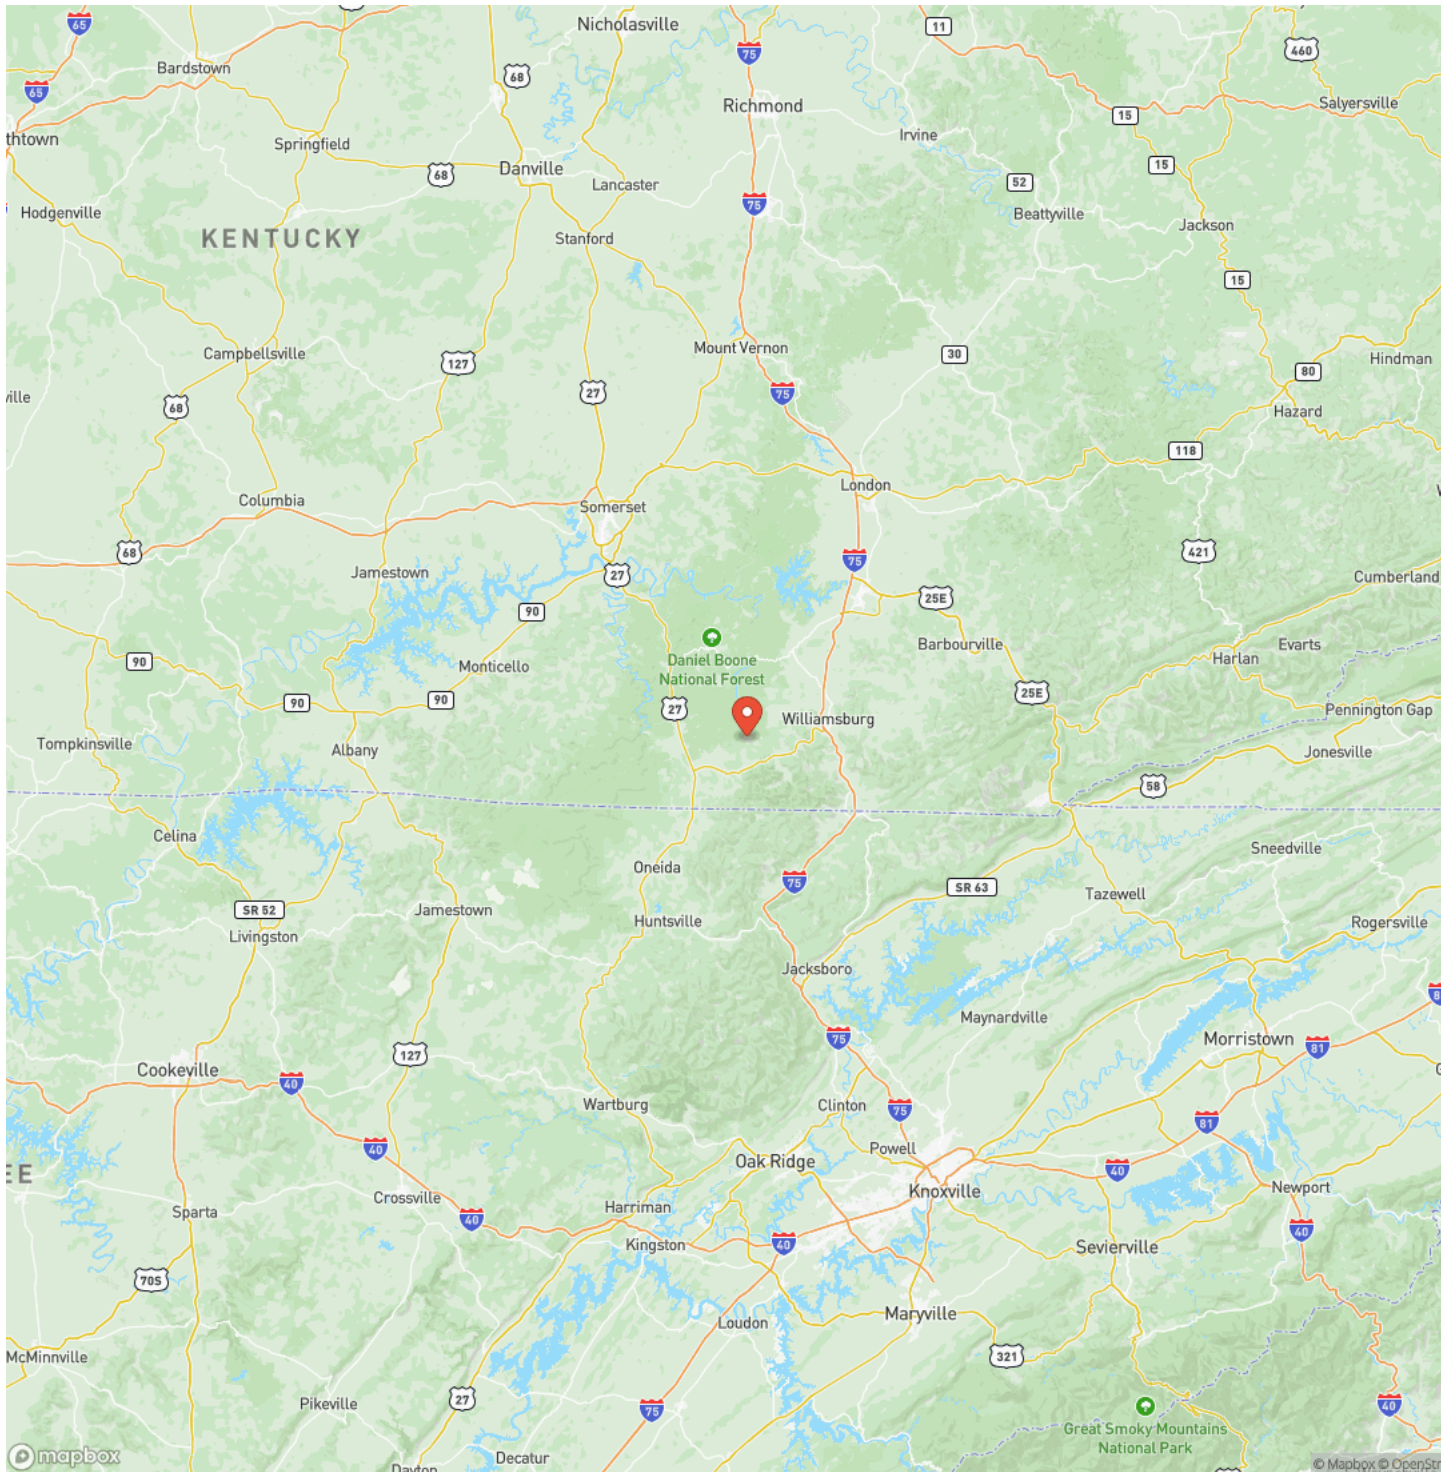 65
Nicholasville
11
75
460
Bardstown
68
65
Richmond
Salyersville
15
thtown
Irvine
Springfield
15
Danville
68
52
Lancaster
75
Hodgenville
Beattyville
Jackson
KENTUCKY
Stanford
15
Mount Vernon
Campbellsville
30
Hindman
127
80
75
27
ville
68
Hazard
118
London
Columbia
Somerset
68
421
75
Jamestown
27
Cumberland
25E
90
Barbourville
Evarts
90
Daniel Boone
National Forest
Monticello
Harlan
25E
90
90
27
Williamsburg
Pennington Gap
Tompkinsville
Albany
Jonesville
58
Celina
Sneedville
Oneida
75
SR 63
Tazewell
SR 52
Jamestown
Huntsville
Rogersville
Livingston
Jacksboro
8
Maynardville
75
Morristown
81
127
Cookeville
40
G
Wartburg
Clinton
75
81
40
Powell
Oak Ridge
EE
40
Crossville
Knoxville
Newport
Sparta
Harriman
40
40
Kingston
40
Sevierville
70S
Maryville
Loudon
McMinnville
321
27
Pikeville
75
40
Great Smoky Mountains
National Park
mapbox
Decatur
Dayton
© Mapbox © OpenStr